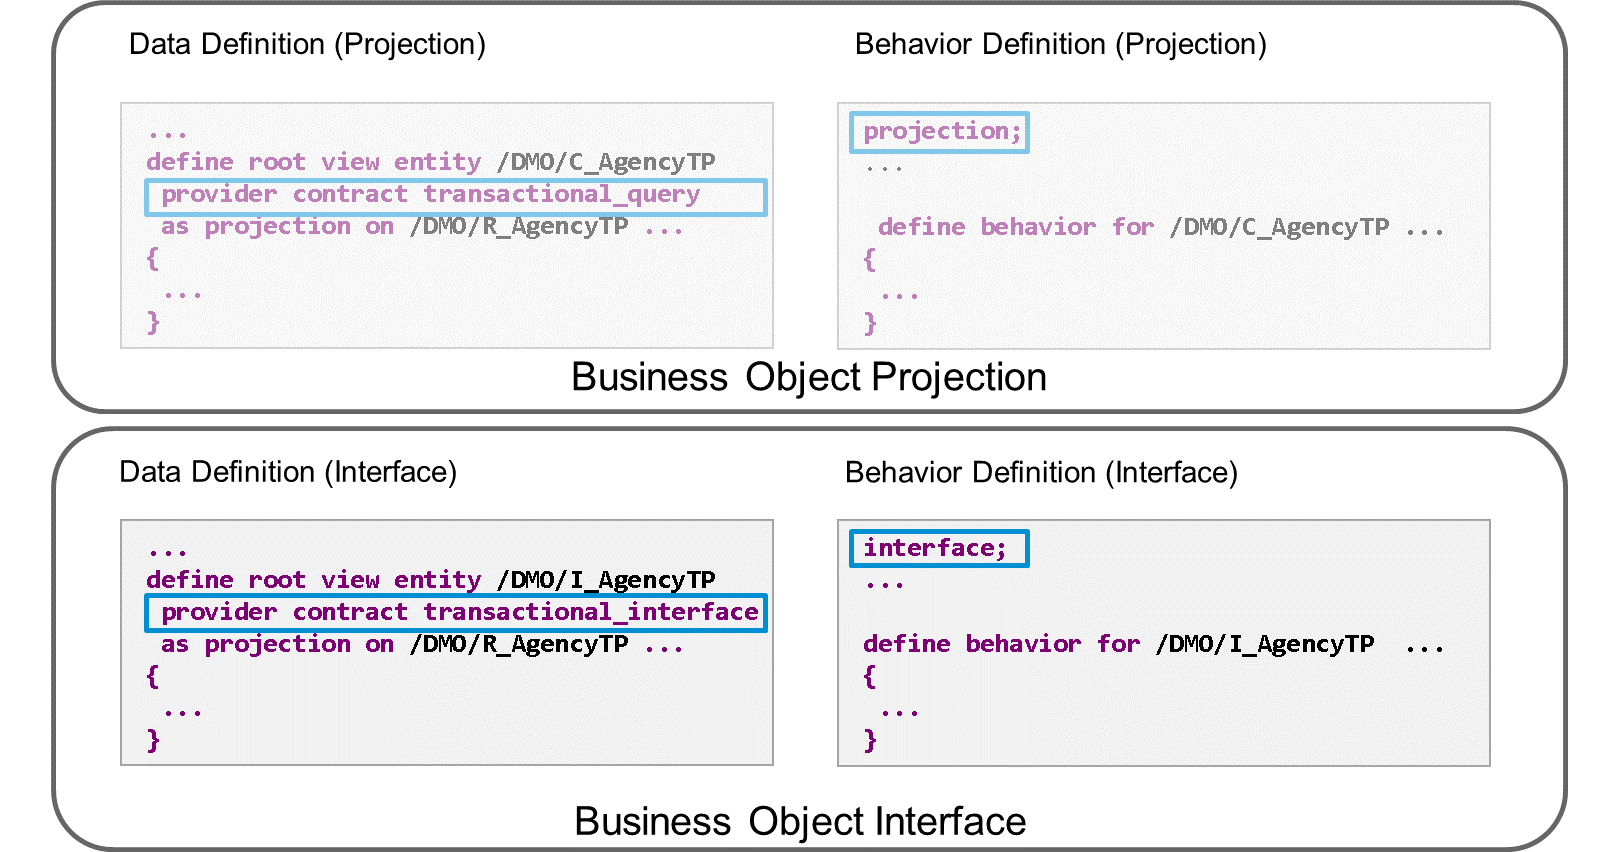 Data Definition (Projection)
...
define root view entity /DMO/C_AgencyTP
provider contract transactional_query
as projection on /DMO/R_AgencyTP ...
{
...
}
Behavior Definition (Projection)
projection;
...
define behavior for /DMO/C_AgencyTP ...
{
...
}
Business Object Projection
Data Definition (Interface)
...
define root view entity /DMO/I_AgencyTP
provider contract transactional_interface
as projection on /DMO/R_AgencyTP ...
{
...
}
Behavior Definition (Interface)
interface;
...
define behavior for /DMO/I_AgencyTP ...
{
...
}
Business Object Interface